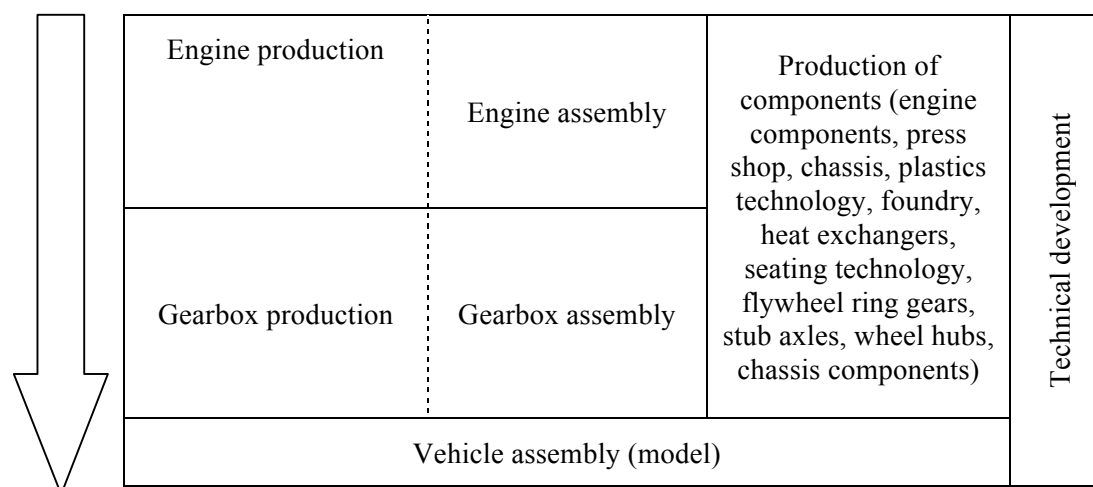 Engine production
Engine assembly
Production of
components (engine
components, press
shop, chassis, plastics
technology, foundry,
heat exchangers,
seating technology,
flywheel ring gears,
stub axles, wheel hubs,
chassis components)
Technical development
Gearbox production
Gearbox assembly
Vehicle assembly (model)